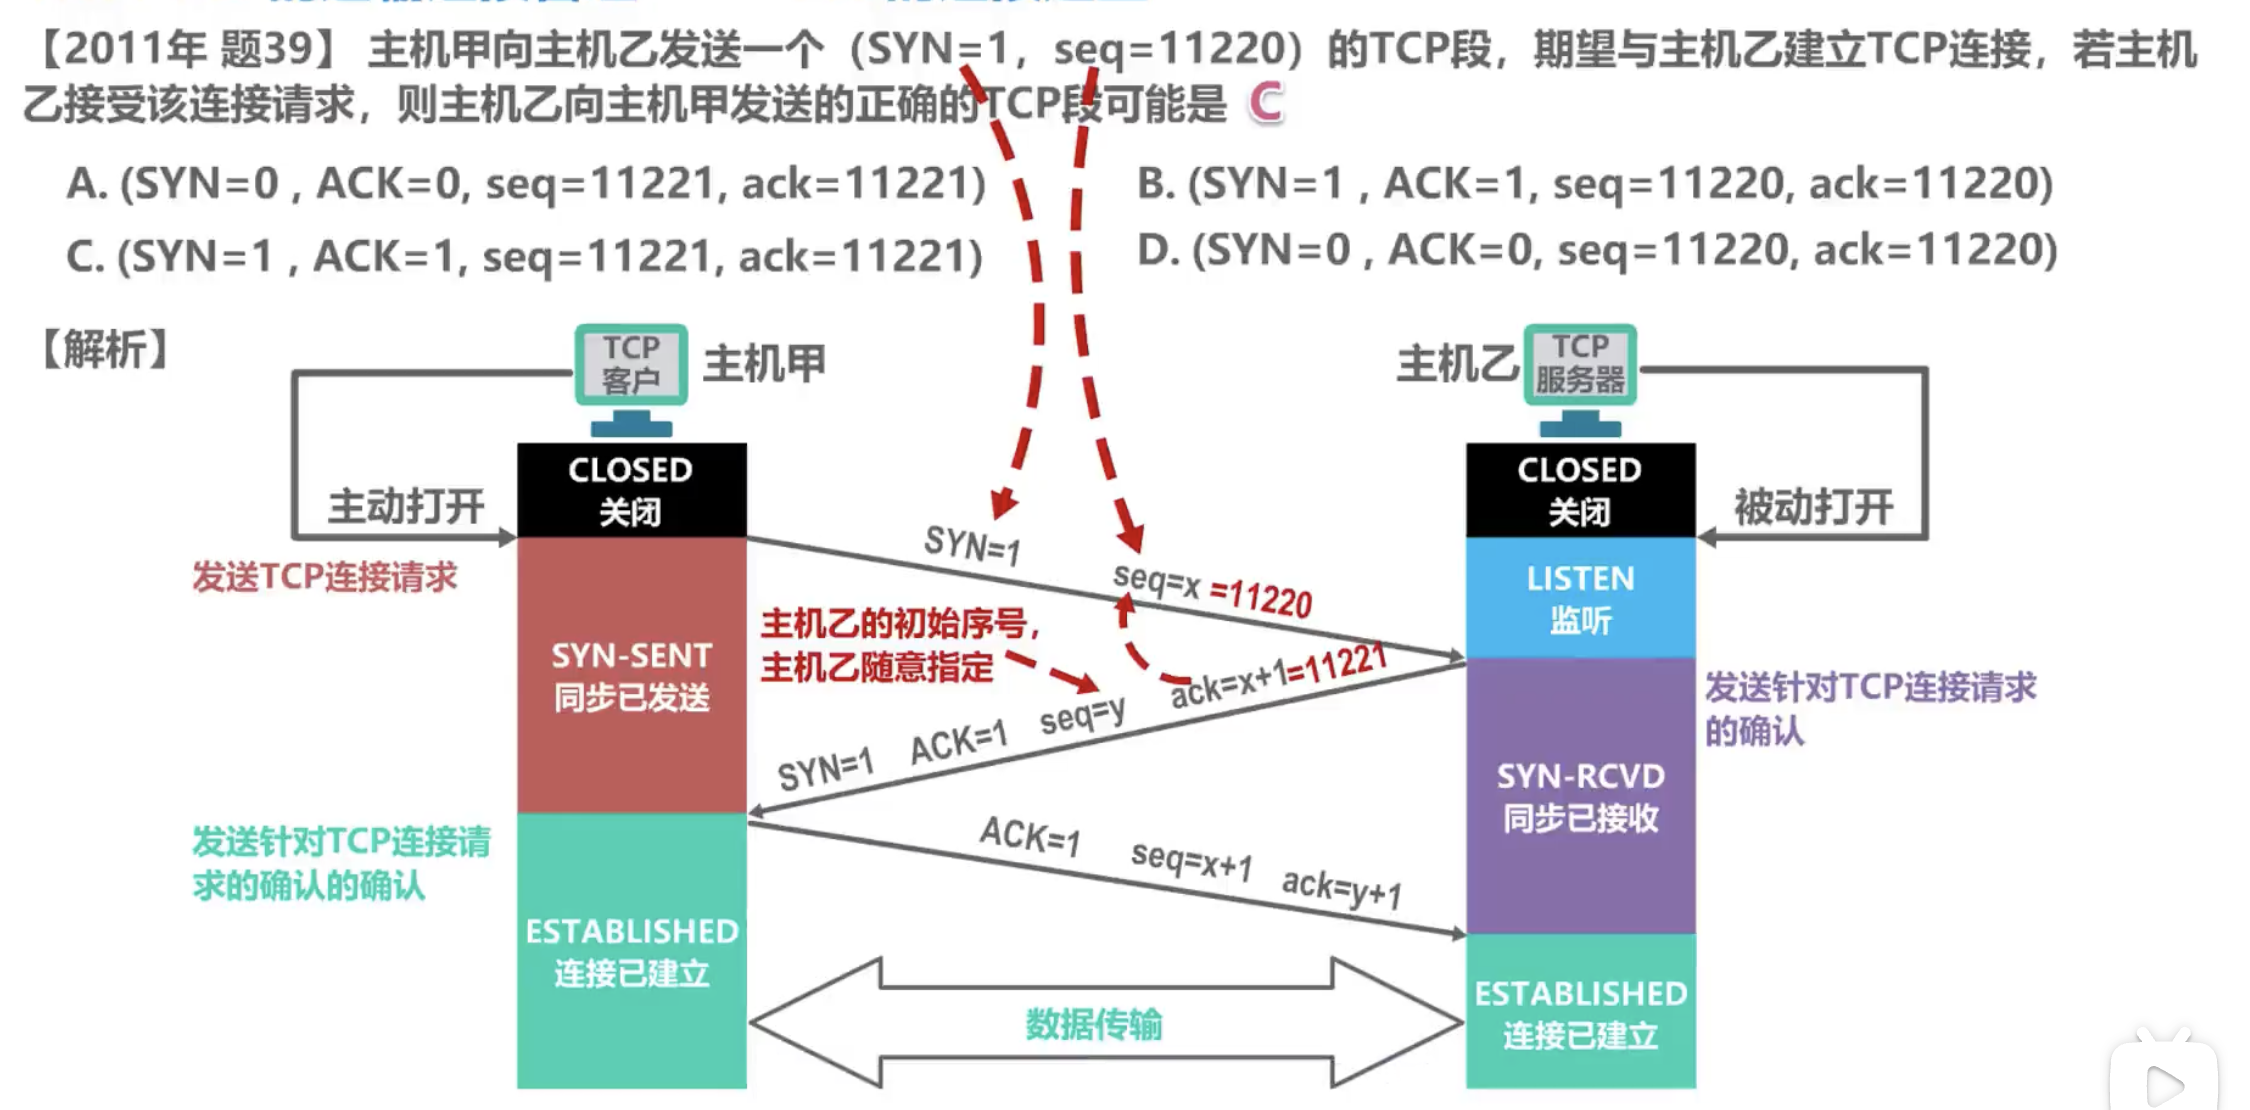 【2011年 题39】 主机甲向主机乙发送一个（SYN=1，seq=11220）的TCP段，期望与主机乙建立TCP连接，若主机
乙接受该连接请求，则主机乙向主机甲发送的正确的TCP段可能是 C
A. (SYN=0 , ACK=0, seq=11221, ack=11221)
B. (SYN=1 , ACK=1, seq=11220, ack=11220)
C. (SYN=1 , ACK=1, seq=11221, ack=11221)
D. (SYN=0 , ACK=0, seq=11220, ack=11220)
【解析】
TCP
客户
主机甲
主机乙
TCP
服务器
CLOSED
关闭
CLOSED
关闭
主动打开
被动打开
发送TCP连接请求
SYN=1
seq=x =11220
LISTEN
监听
主机乙的初始序号，
主机乙随意指定
SYN-SENT
同步已发送
SYN=1 ACK=1 seq=y ack=x+1=11221
发送针对TCP连接请求
的确认
SYN-RCVD
同步已接收
发送针对TCP连接请
求的确认的确认
ACK=1 seq=x+1 ack=y+1
ESTABLISHED
连接已建立
ESTABLISHED
连接已建立
数据传输